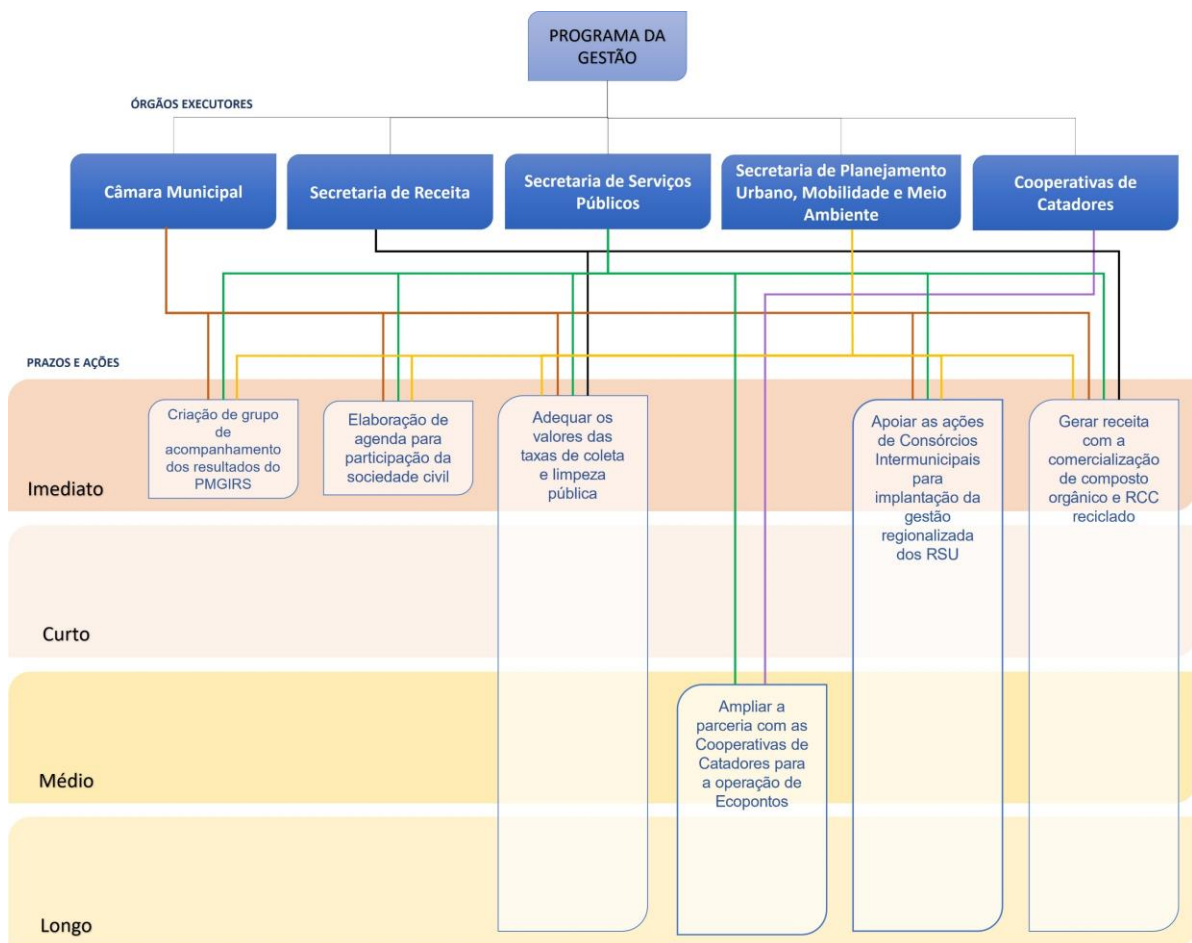 PROGRAMA DA
GESTÃO
ÓRGÃOS EXECUTORES
Câmara Municipal
Secretaria de Receita
Secretaria de Serviços
Públicos
Secretaria de Planejamento
Urbano, Mobilidade e Meio
Ambiente
Cooperativas de
Catadores
PRAZOS E AÇÕES
Imediato
Criação de grupo
de
acompanhamento
dos resultados do
PMGIRS
Elaboração de
agenda para
participação da
sociedade civil
Adequar os
valores das
taxas de coleta
e limpeza
pública
Apoiar as ações
de Consórcios
Intermunicipais
para
implantação da
gestão
regionalizada
dos RSU
Gerar receita
com a
comercialização
de composto
orgânico e RCC
reciclado
Curto
Médio
Ampliar a
parceria com as
Cooperativas de
Catadores para
a operação de
Ecopontos
Longo